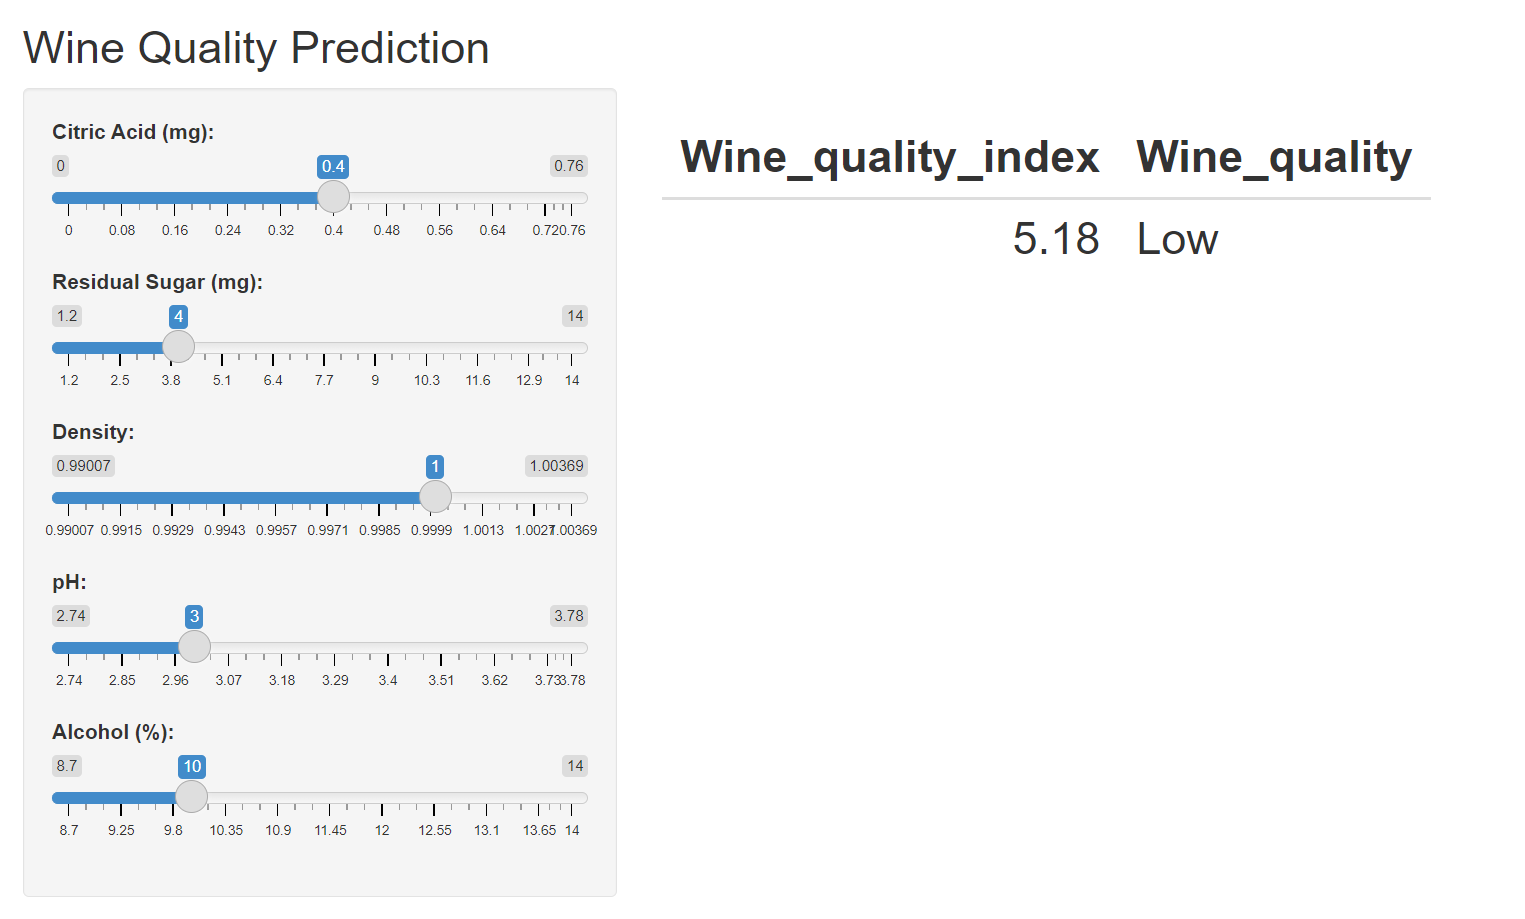 Wine Quality Prediction
Citric Acid (mg):
0 0.4 0.76
0 0.08 0.16 0.24 0.32 0.4 0.48 0.56 0.64 0.72 0.76
Residual Sugar (mg):
1.2 4 14
1.2 2.5 3.8 5.1 6.4 7.7 9 10.3 11.6 12.9 14
Density:
0.99007 1 1.00369
0.99007 0.9915 0.9929 0.9943 0.9957 0.9971 0.9985 0.9999 1.0013 1.0027 1.00369
pH:
2.74 3 3.78
2.74 2.85 2.96 3.07 3.18 3.29 3.4 3.51 3.62 3.73 3.78
Alcohol (%):
8.7 10 14
8.7 9.25 9.8 10.35 10.9 11.45 12 12.55 13.1 13.65 14
Wine_quality_index Wine_quality
5.18 Low